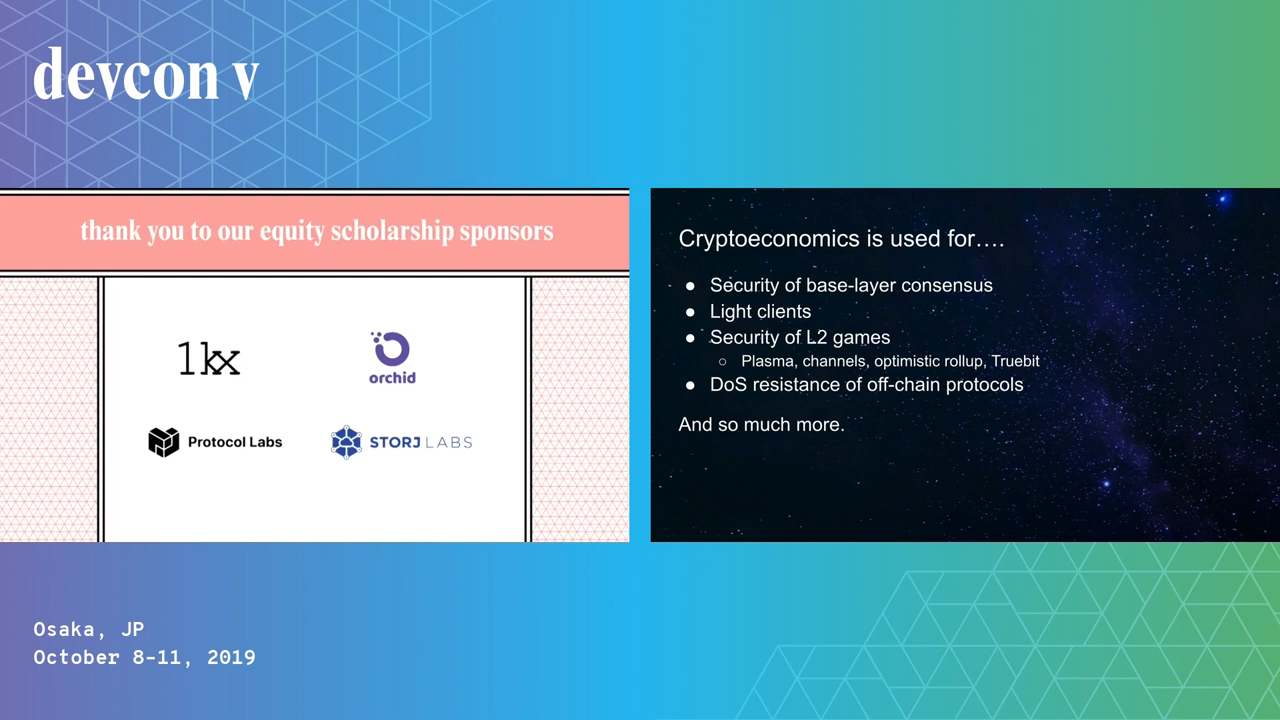 devcon v
thank you to our equity scholarship sponsors
1kx
orchid
Protocol Labs
STORJ LABS
Cryptoeconomics is used for….
● Security of base-layer consensus
● Light clients
● Security of L2 games
○ Plasma, channels, optimistic rollup, Truebit
● DoS resistance of off-chain protocols
And so much more.
Osaka, JP
October 8-11, 2019